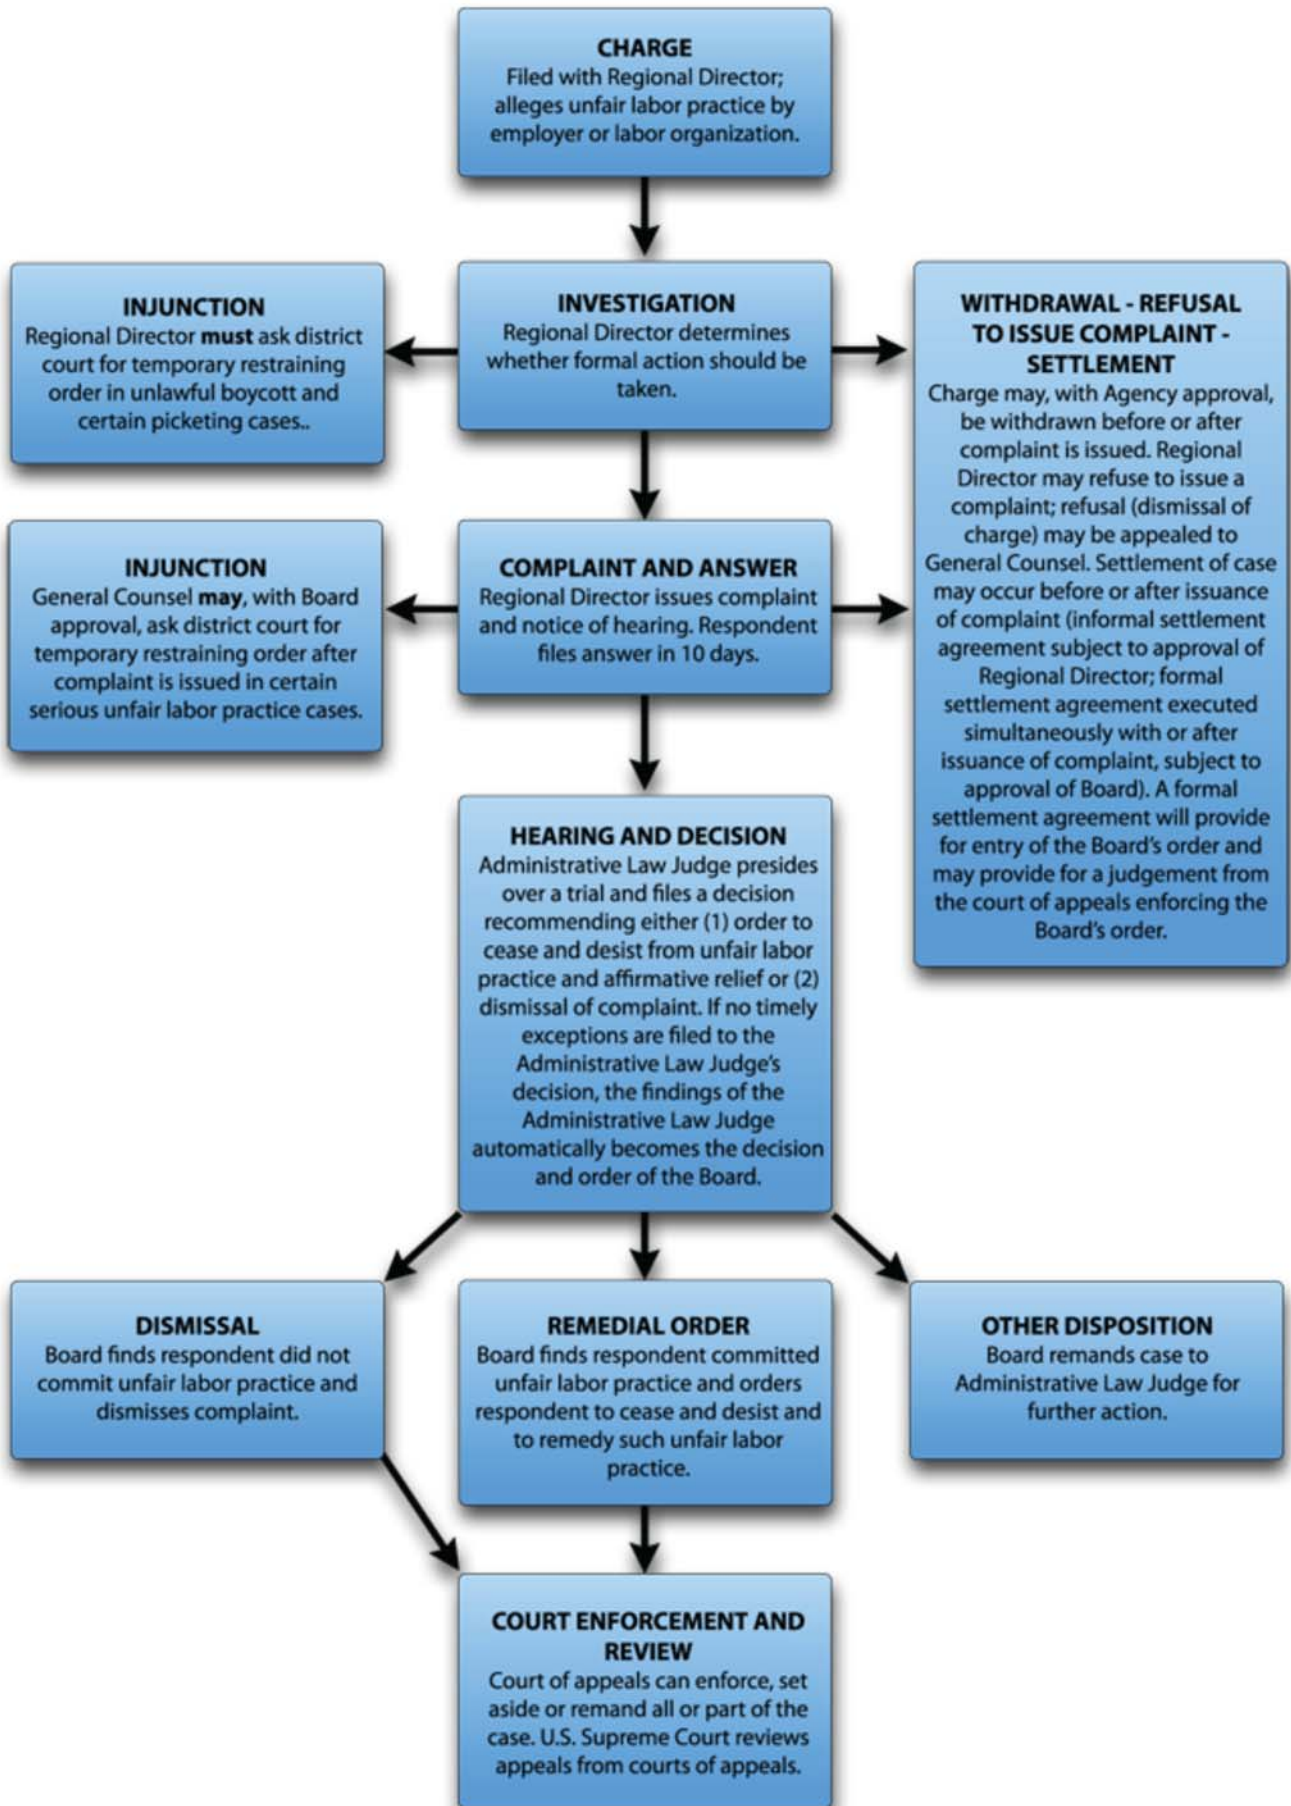 CHARGE
Filed with Regional Director;
alleges unfair labor practice by
employer or labor organization.
INJUNCTION
Regional Director must ask district
court for temporary restraining
order in unlawful boycott and
certain picketing cases..
INVESTIGATION
Regional Director determines
whether formal action should be
taken.
WITHDRAWAL - REFUSAL
TO ISSUE COMPLAINT -
SETTLEMENT
Charge may, with Agency approval,
be withdrawn before or after
complaint is issued. Regional
Director may refuse to issue a
complaint; refusal (dismissal of
charge) may be appealed to
General Counsel. Settlement of case
may occur before or after issuance
of complaint (informal settlement
agreement subject to approval of
Regional Director; formal
settlement agreement executed
simultaneously with or after
issuance of complaint, subject to
approval of Board). A formal
settlement agreement will provide
for entry of the Board's order and
may provide for a judgement from
the court of appeals enforcing the
Board's order.
INJUNCTION
General Counsel may, with Board
approval, ask district court for
temporary restraining order after
complaint is issued in certain
serious unfair labor practice cases.
COMPLAINT AND ANSWER
Regional Director issues complaint
and notice of hearing. Respondent
files answer in 10 days.
HEARING AND DECISION
Administrative Law Judge presides
over a trial and files a decision
recommending either (1) order to
cease and desist from unfair labor
practice and affirmative relief or (2)
dismissal of complaint. If no timely
exceptions are filed to the
Administrative Law Judge's
decision, the findings of the
Administrative Law Judge
automatically becomes the decision
and order of the Board.
DISMISSAL
Board finds respondent did not
commit unfair labor practice and
dismisses complaint.
REMEDIAL ORDER
Board finds respondent committed
unfair labor practice and orders
respondent to cease and desist and
to remedy such unfair labor
practice.
OTHER DISPOSITION
Board remands case to
Administrative Law Judge for
further action.
COURT ENFORCEMENT AND
REVIEW
Court of appeals can enforce, set
aside or remand all or part of the
case. U.S. Supreme Court reviews
appeals from courts of appeals.